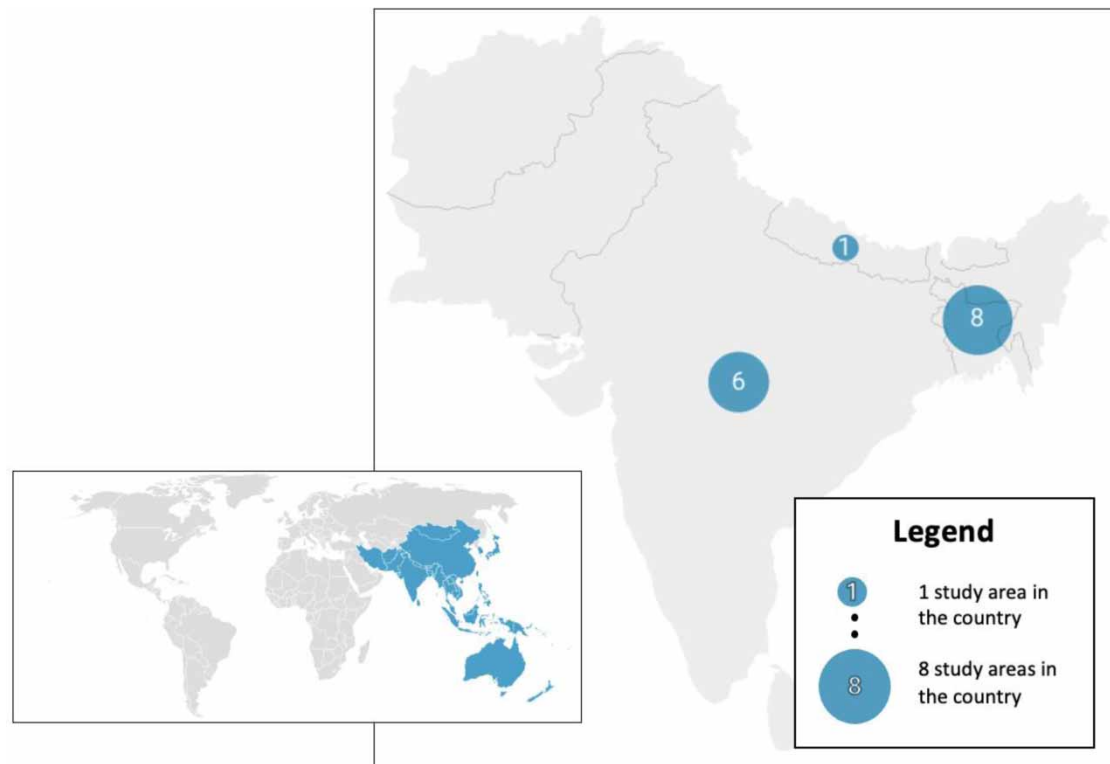 1
8
6
Legend
1
1 study area in
the country
8
8 study areas in
the country